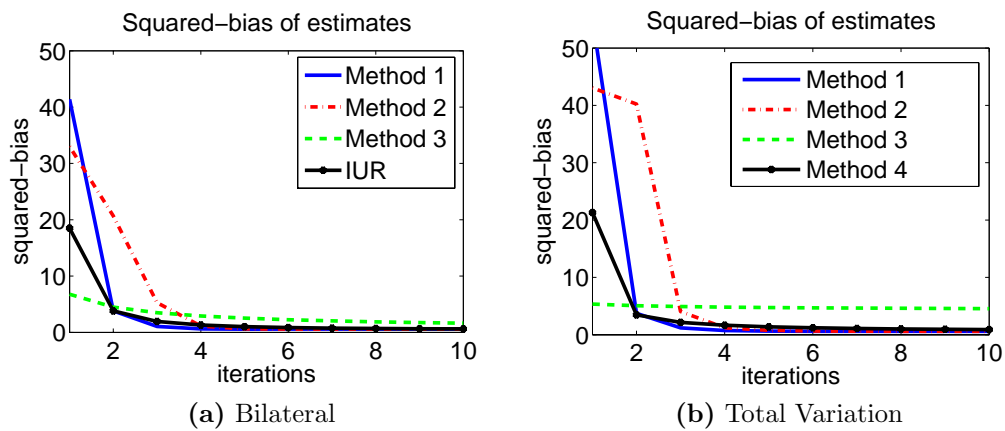 Squared−bias of estimates
50
40
30
20
10
0
squared−bias
Method 1
Method 2
Method 3
IUR
2
4
6
8
10
iterations
(a) Bilateral
Squared−bias of estimates
50
40
30
20
10
0
squared−bias
Method 1
Method 2
Method 3
Method 4
2
4
6
8
10
iterations
(b) Total Variation